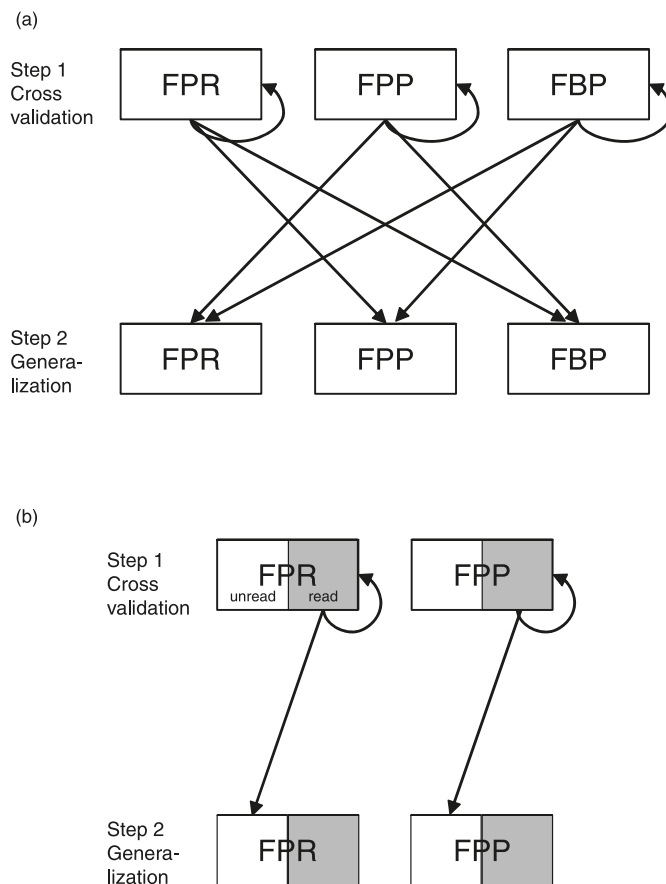 (a)
Step 1
Cross
validation
FPR
FPP
FBP
Step 2
Genera-
lization
FPR
FPP
FBP
(b)
Step 1
Cross
validation
FPR
unread
read
FPP
Step 2
Genera-
lization
FPR
FPP